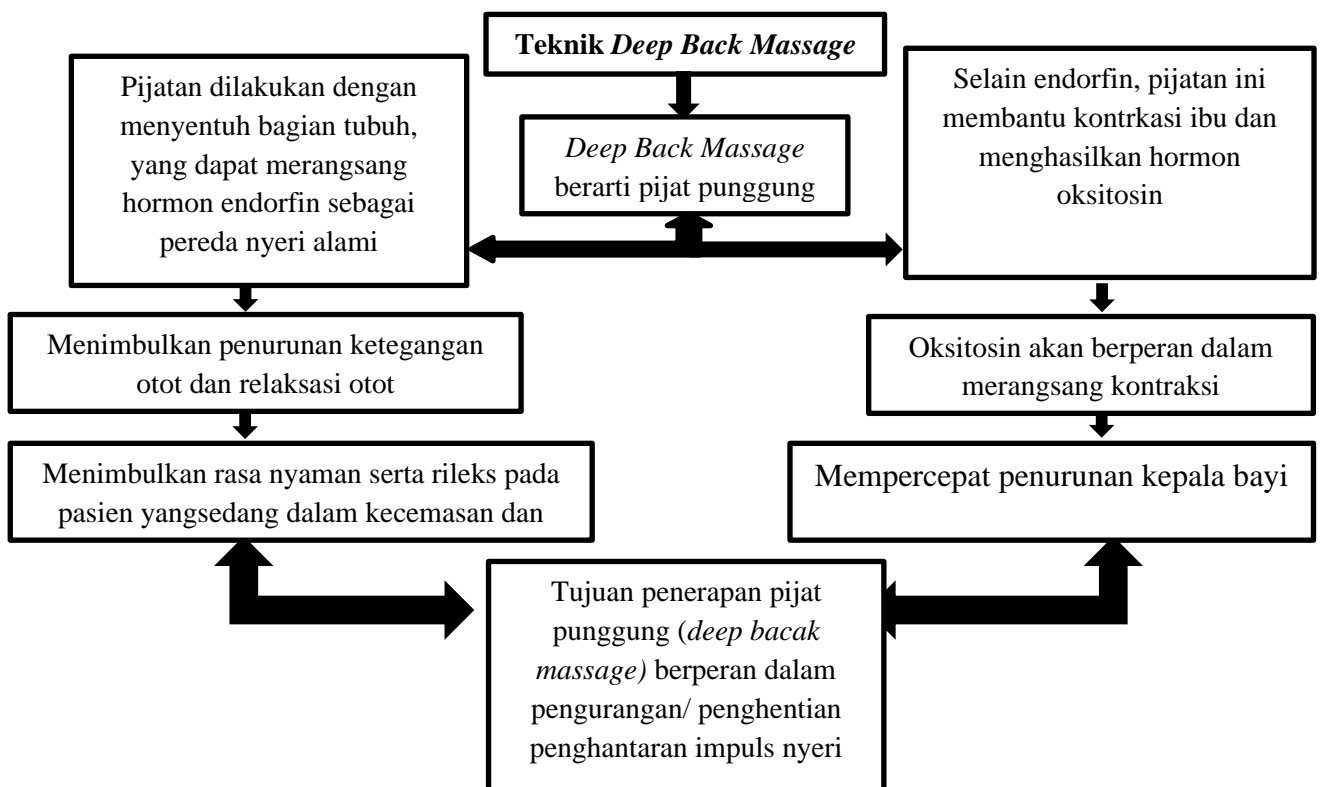 Teknik Deep Back Massage
Deep Back Massage
berarti pijat punggung
Pijatan dilakukan dengan
menyentuh bagian tubuh,
yang dapat merangsang
hormon endorfin sebagai
pereda nyeri alami
Selain endorfin, pijatan ini
membantu kontrkasi ibu dan
menghasilkan hormon
oksitosin
Menimbulkan penurunan ketegangan
otot dan relaksasi otot
Oksitosin akan berperan dalam
merangsang kontraksi
Menimbulkan rasa nyaman serta rileks pada
pasien yangsedang dalam kecemasan dan
Mempercepat penurunan kepala bayi
Tujuan penerapan pijat
punggung (deep bacak
massage) berperan dalam
pengurangan/ penghentian
penghantaran impuls nyeri